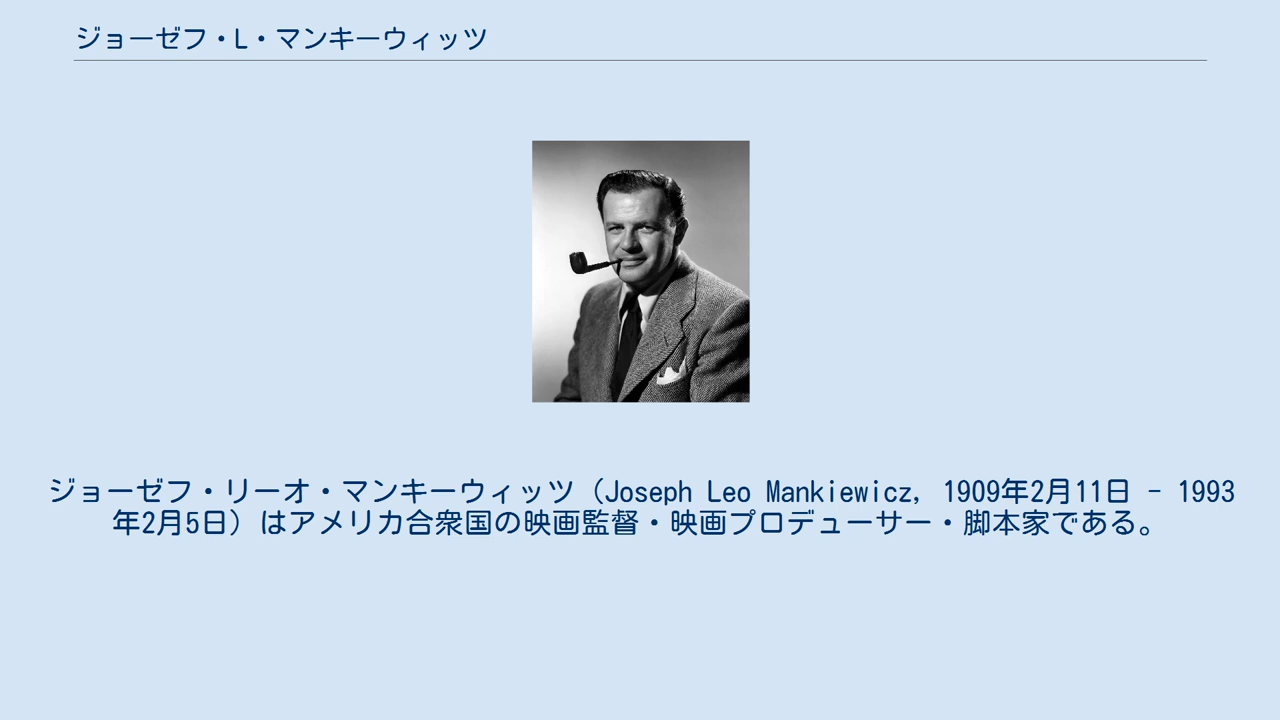 ジョーゼフ・L・マンキーウィッツ
ジョーゼフ・リーオ・マンキーウィッツ（Joseph Leo Mankiewicz, 1909年2月11日 - 1993
年2月5日）はアメリカ合衆国の映画監督・映画プロデューサー・脚本家である。